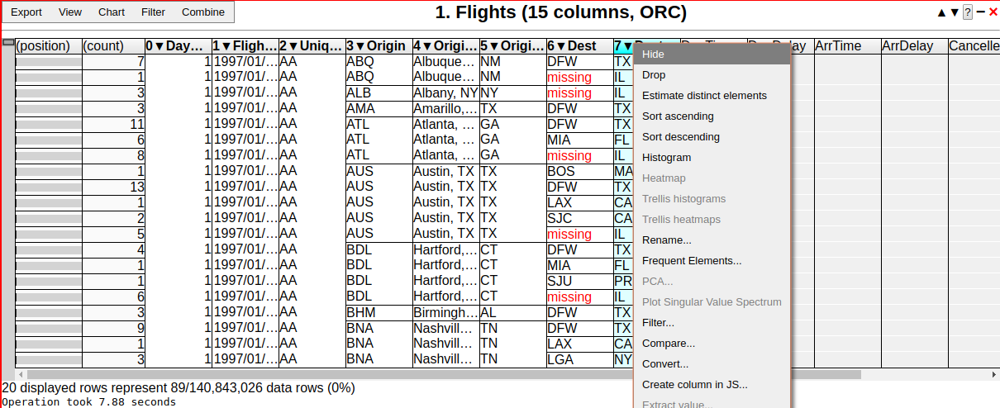 Export View Chart Filter Combine 1. Flights (15 columns, ORC) ▲ ▼ ? − ✕
(position) (count) 0▼Day… 1▼Fligh… 2▼Uniq… 3▼Origin 4▼Origi… 5▼Origi… 6▼Dest 7▼ ay ArrTime ArrDelay Cancelle
7 1 1997/01/… AA ABQ Albuque… NM DFW TX
1 1 1997/01/… AA ABQ Albuque… NM missing IL
3 1 1997/01/… AA ALB Albany, NY NY missing IL
3 1 1997/01/… AA AMA Amarillo,… TX DFW TX
11 1 1997/01/… AA ATL Atlanta, … GA DFW TX
6 1 1997/01/… AA ATL Atlanta, … GA MIA FL
8 1 1997/01/… AA ATL Atlanta, … GA missing IL
1 1 1997/01/… AA AUS Austin, TX TX BOS MA
13 1 1997/01/… AA AUS Austin, TX TX DFW TX
1 1 1997/01/… AA AUS Austin, TX TX LAX CA
2 1 1997/01/… AA AUS Austin, TX TX SJC CA
5 1 1997/01/… AA AUS Austin, TX TX missing IL
4 1 1997/01/… AA BDL Hartford,… CT DFW TX
1 1 1997/01/… AA BDL Hartford,… CT MIA FL
1 1 1997/01/… AA BDL Hartford,… CT SJU PR
6 1 1997/01/… AA BDL Hartford,… CT missing IL
3 1 1997/01/… AA BHM Birmingh… AL DFW TX
9 1 1997/01/… AA BNA Nashvill… TN DFW TX
1 1 1997/01/… AA BNA Nashvill… TN LAX CA
3 1 1997/01/… AA BNA Nashvill… TN LGA NY
Hide
Drop
Estimate distinct elements
Sort ascending
Sort descending
Histogram
Heatmap
Trellis histograms
Trellis heatmaps
Rename...
Frequent Elements...
PCA...
Plot Singular Value Spectrum
Filter...
Compare...
Convert...
Create column in JS...
Extract value...
20 displayed rows represent 89/140,843,026 data rows (0%)
Operation took 7.88 seconds